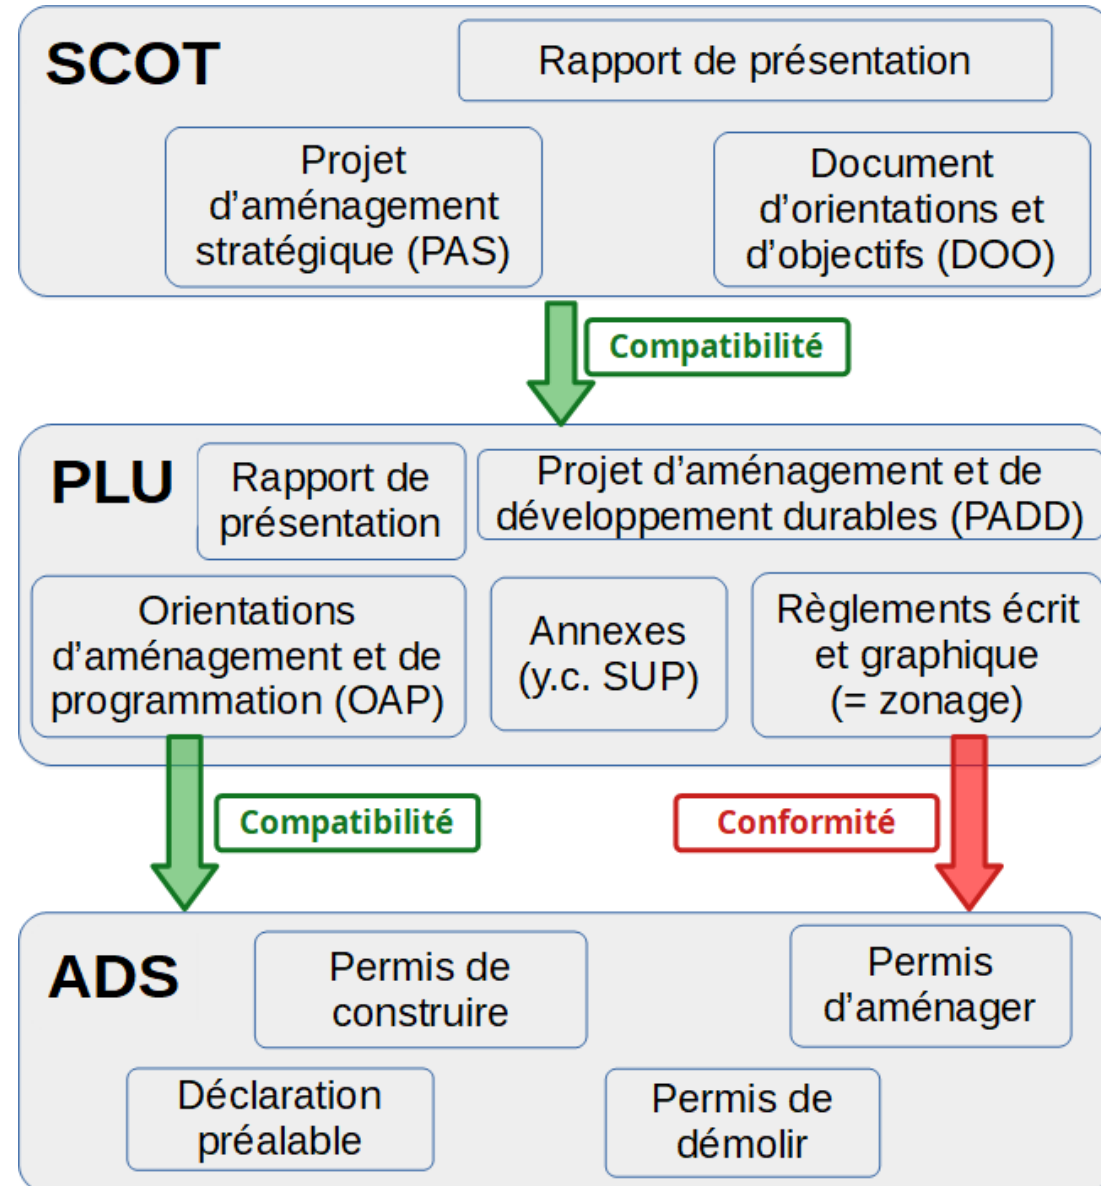 SCOT
Rapport de présentation
Projet
d’aménagement
stratégique (PAS)
Document
d’orientations et
d’objectifs (DOO)
Compatibilité
PLU
Rapport de
présentation
Projet d’aménagement et de
développement durables (PADD)
Orientations
d’aménagement et de
programmation (OAP)
Annexes
(y.c. SUP)
Règlements écrit
et graphique
(= zonage)
Compatibilité
Conformité
ADS
Permis de
construire
Permis
d’aménager
Déclaration
préalable
Permis de
démolir